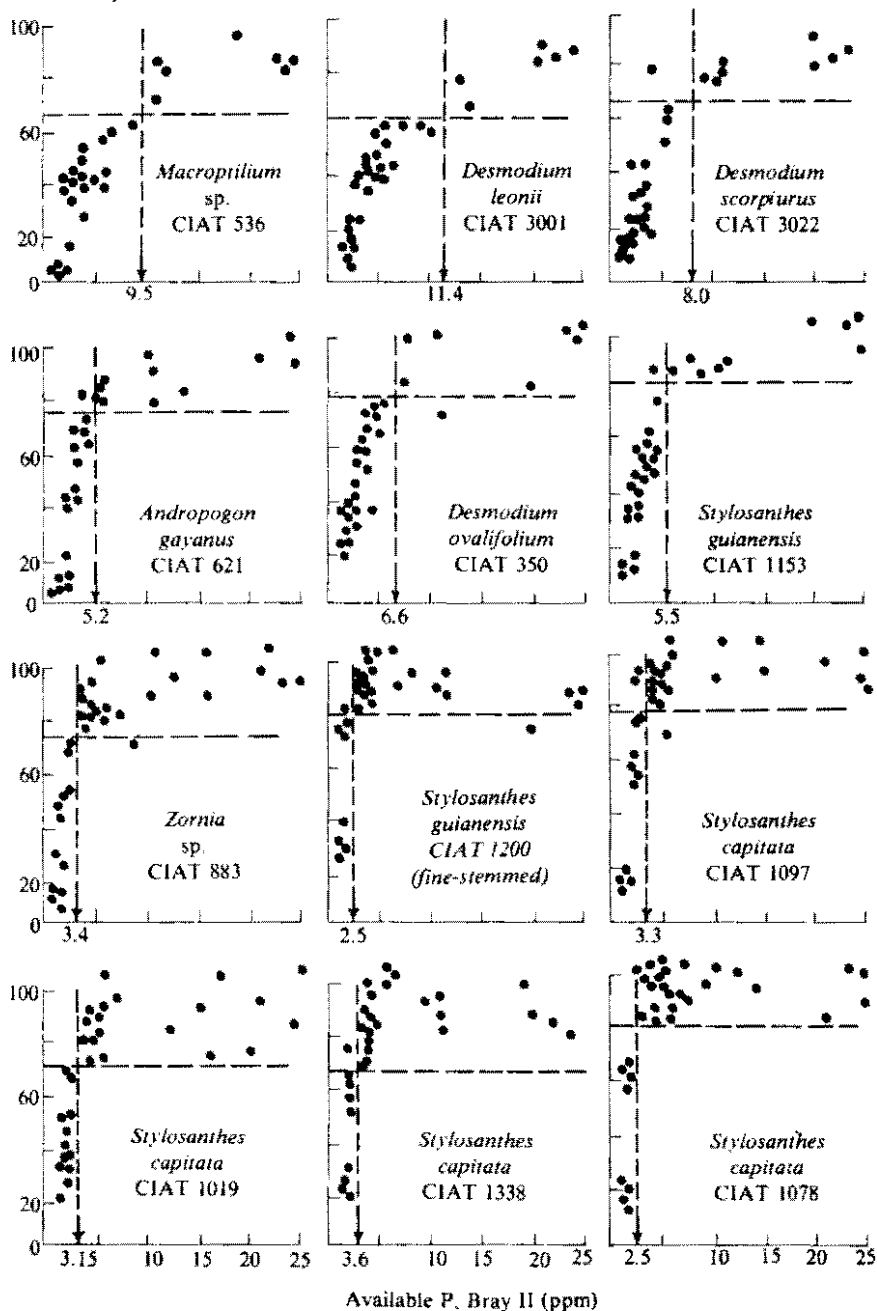 100
60
20
0
Macroptilium
sp.
CIAT 536
9.5
Desmodium
leonii
CIAT 3001
11.4
Desmodium
scorpiurus
CIAT 3022
8.0
100
80
60
20
0
Andropogon
gayanus
CIAT 621
5.2
Desmodium
ovalifolium
CIAT 350
6.6
Stylosanthes
guianensis
CIAT 1153
5.5
100
80
40
0
Zornia
sp.
CIAT 883
3.4
Stylosanthes
guianensis
CIAT 1200
(fine-stemmed)
2.5
Stylosanthes
capitata
CIAT 1097
3.3
100
60
20
0
Stylosanthes
capitata
CIAT 1019
3.15 10 15 20 25
Stylosanthes
capitata
CIAT 1338
3.6 10 15 20 25
Stylosanthes
capitata
CIAT 1078
2.5 10 15 20 25
Available P, Bray II (ppm)